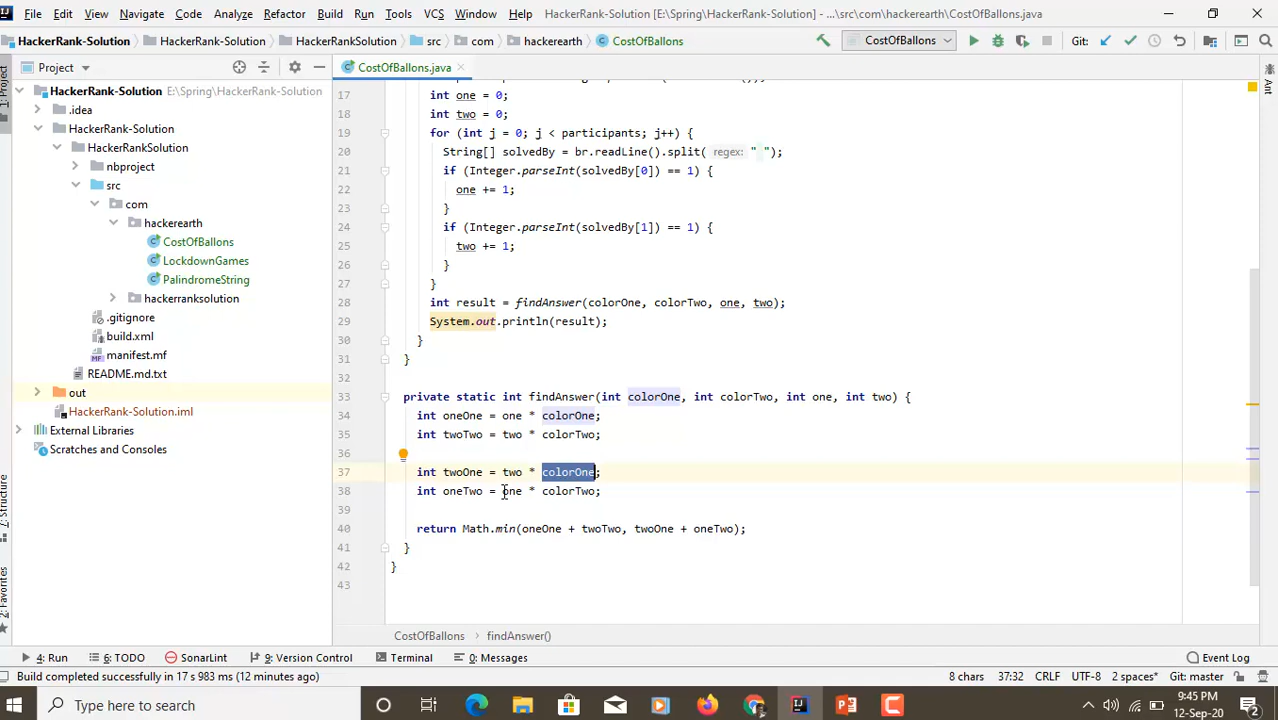 File Edit View Navigate Code Analyze Refactor Build Run Tools VCS Window Help HackerRank-Solution [E:\Spring\HackerRank-Solution] - ...\src\com\hackerearth\CostOfBallons.java
HackerRank-Solution HackerRank-Solution HackerRankSolution src com hackerearth CostOfBallons CostOfBallons Git:
Project CostOfBallons.java
1: Project
Ant
HackerRank-Solution E:\Spring\HackerRank-Solution
.idea
HackerRank-Solution
HackerRankSolution
nbproject
src
com
hackerearth
CostOfBallons
LockdownGames
PalindromeString
hackerranksolution
.gitignore
build.xml
manifest.mf
README.md.txt
out
HackerRank-Solution.iml
External Libraries
Scratches and Consoles
7: Structure
2: Favorites
17 int one = 0;
18 int two = 0;
19 for (int j = 0; j < participants; j++) {
20 String[] solvedBy = br.readLine().split( regex: " ");
21 if (Integer.parseInt(solvedBy[0]) == 1) {
22 one += 1;
23 }
24 if (Integer.parseInt(solvedBy[1]) == 1) {
25 two += 1;
26 }
27 }
28 int result = findAnswer(colorOne, colorTwo, one, two);
29 System.out.println(result);
30 }
31 }
32
33 private static int findAnswer(int colorOne, int colorTwo, int one, int two) {
34 int oneOne = one * colorOne;
35 int twoTwo = two * colorTwo;
36
37 int twoOne = two * colorOne;
38 int oneTwo = one * colorTwo;
39
40 return Math.min(oneOne + twoTwo, twoOne + oneTwo);
41 }
42 }
43
CostOfBallons findAnswer()
4: Run 6: TODO SonarLint 9: Version Control Terminal 0: Messages Event Log
Build completed successfully in 17 s 983 ms (12 minutes ago) 8 chars 37:32 CRLF UTF-8 2 spaces* Git: master
Type here to search 9:45 PM
12-Sep-20 2